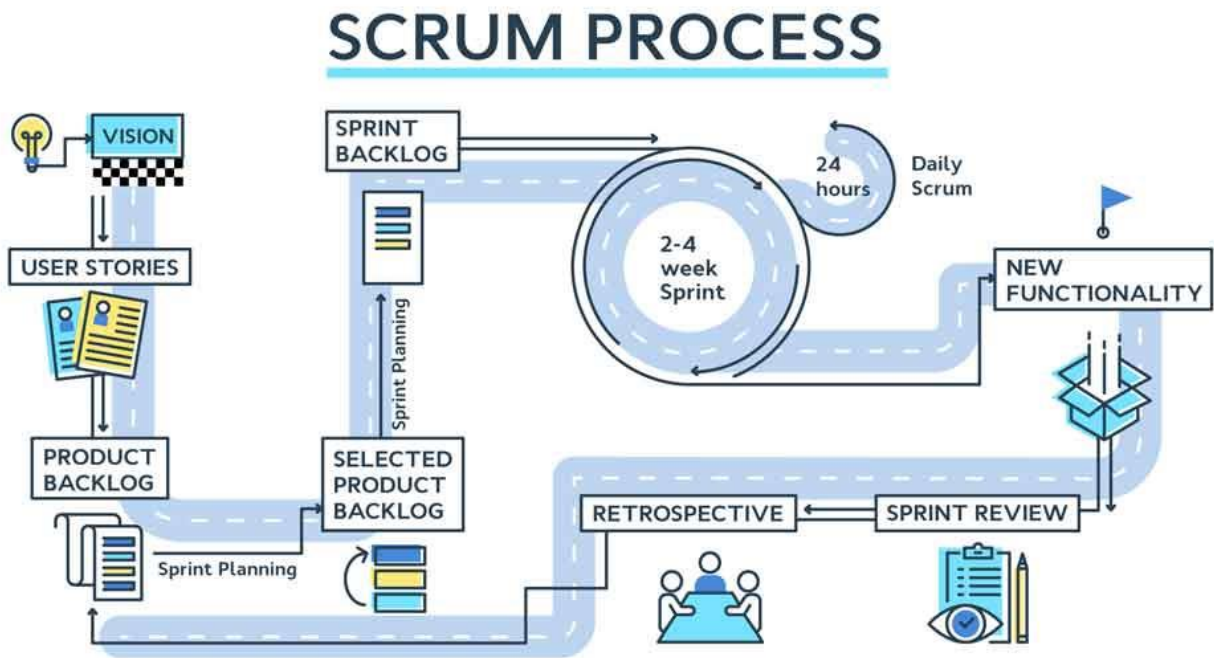 SCRUM PROCESS
VISION
USER STORIES
PRODUCT
BACKLOG
Sprint Planning
SELECTED
PRODUCT
BACKLOG
Sprint Planning
SPRINT
BACKLOG
2-4
week
Sprint
24
hours
Daily
Scrum
NEW
FUNCTIONALITY
SPRINT REVIEW
RETROSPECTIVE